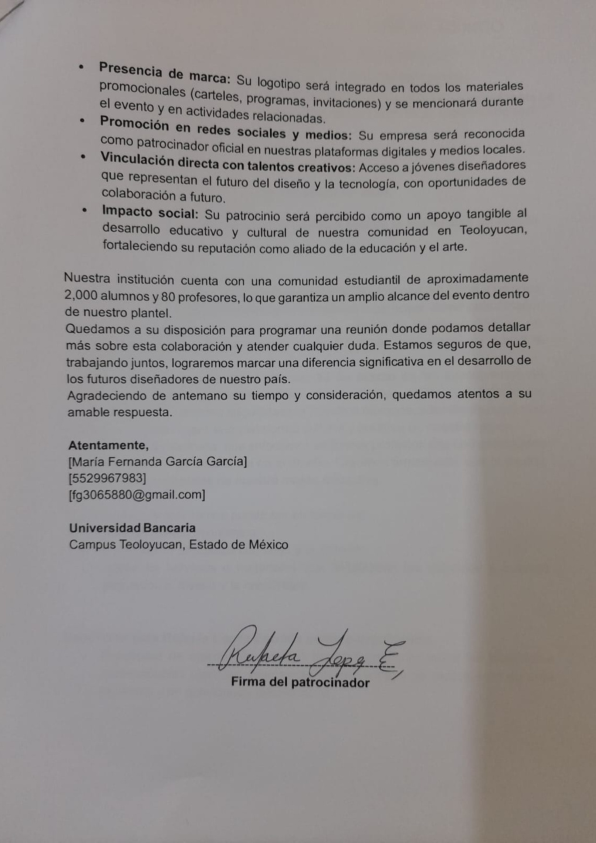 • Presencia de marca: Su logotipo será integrado en todos los materiales
promocionales (carteles, programas, invitaciones) y se mencionará durante
el evento y en actividades relacionadas.
• Promoción en redes sociales y medios: Su empresa será reconocida
como patrocinador oficial en nuestras plataformas digitales y medios locales.
• Vinculación directa con talentos creativos: Acceso a jóvenes diseñadores
que representan el futuro del diseño y la tecnología, con oportunidades de
colaboración a futuro.
• Impacto social: Su patrocinio será percibido como un apoyo tangible al
desarrollo educativo y cultural de nuestra comunidad en Teoloyucan,
fortaleciendo su reputación como aliado de la educación y el arte.
Nuestra institución cuenta con una comunidad estudiantil de aproximadamente
2,000 alumnos y 80 profesores, lo que garantiza un amplio alcance del evento dentro
de nuestro plantel.
Quedamos a su disposición para programar una reunión donde podamos detallar
más sobre esta colaboración y atender cualquier duda. Estamos seguros de que,
trabajando juntos, lograremos marcar una diferencia significativa en el desarrollo de
los futuros diseñadores de nuestro país.
Agradeciendo de antemano su tiempo y consideración, quedamos atentos a su
amable respuesta.
Atentamente,
[María Fernanda García García]
[5529967983]
[fg3065880@gmail.com]
Universidad Bancaria
Campus Teoloyucan, Estado de México
E,
Firma del patrocinador